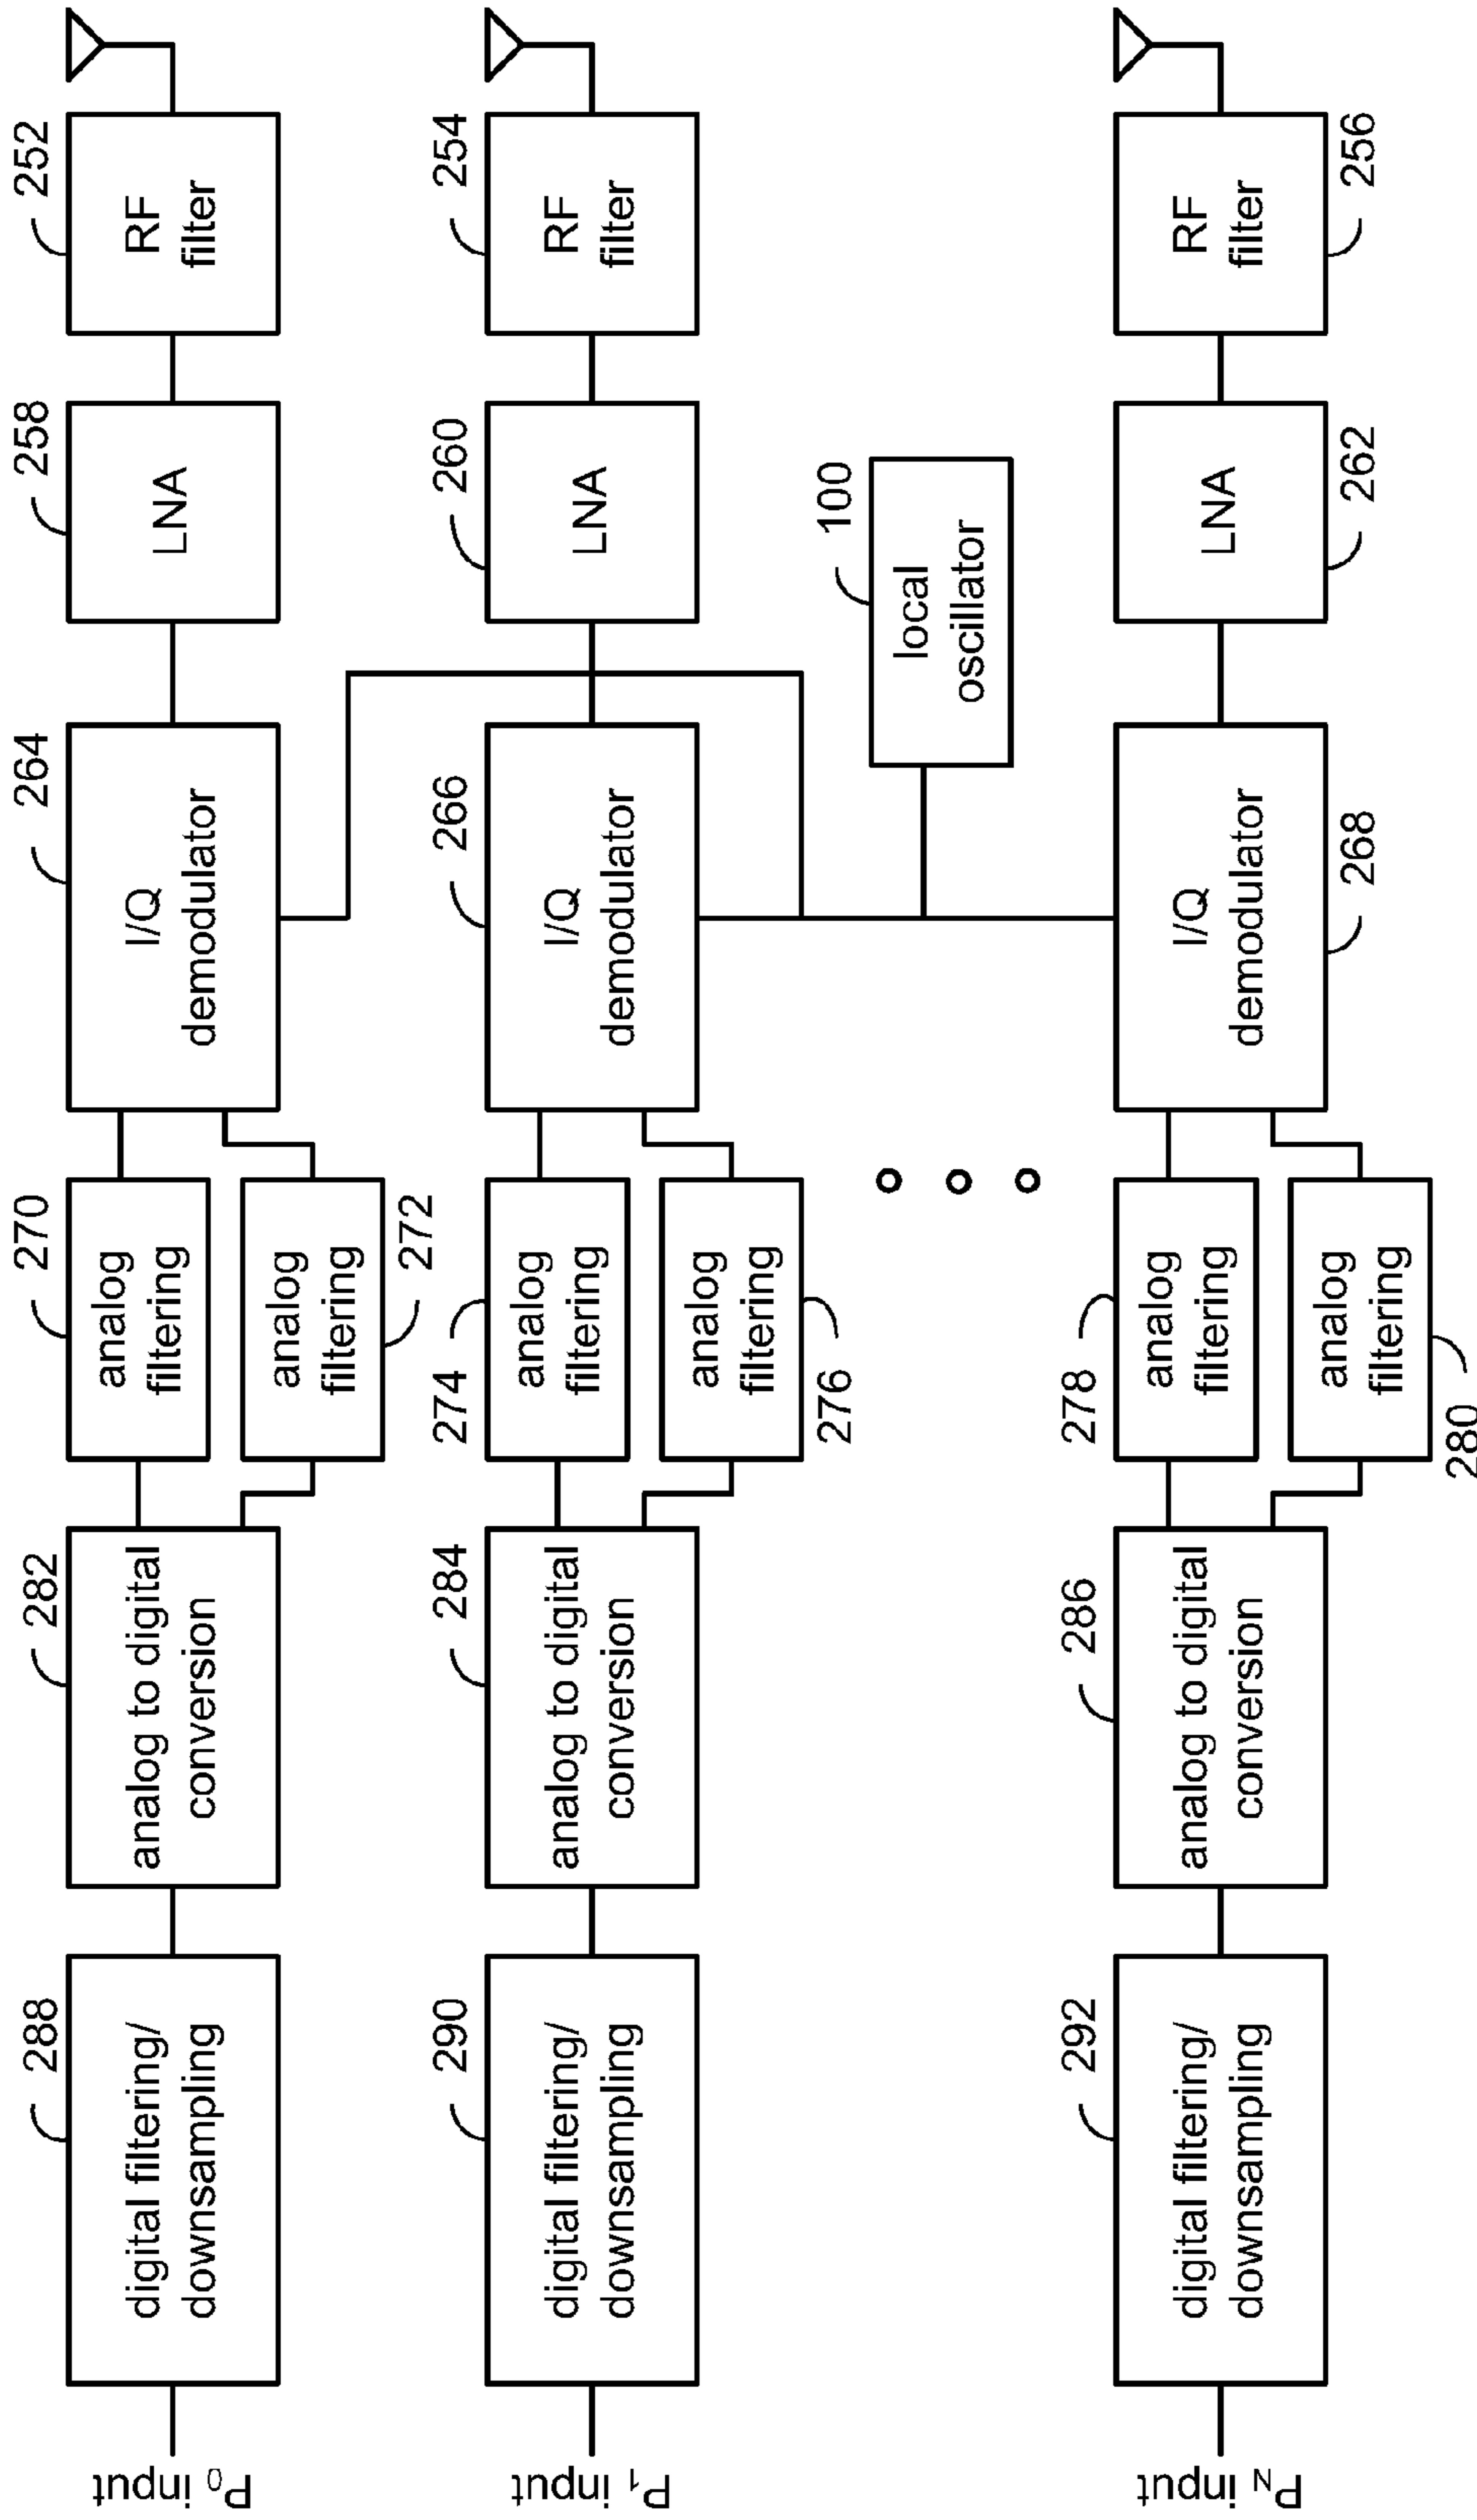 252
RF
filter
258
LNA
264
I/Q
demodulator
270
analog
filtering
272
analog
filtering
282
analog to digital
conversion
288
digital filtering/
downsampling
P0 input
254
RF
filter
260
LNA
266
I/Q
demodulator
274
analog
filtering
276
analog
filtering
284
analog to digital
conversion
290
digital filtering/
downsampling
P1 input
100
local
oscillator
256
RF
filter
262
LNA
268
I/Q
demodulator
278
analog
filtering
280
analog
filtering
286
analog to digital
conversion
292
digital filtering/
downsampling
PN input